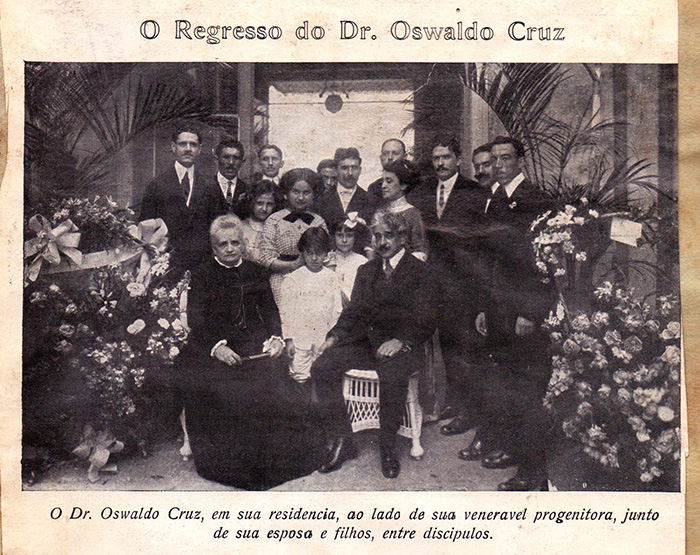 O Regresso do Dr. Oswaldo Cruz
O Dr. Oswaldo Cruz, em sua residencia, ao lado de sua veneravel progenitora, junto
de sua esposa e filhos, entre discipulos.